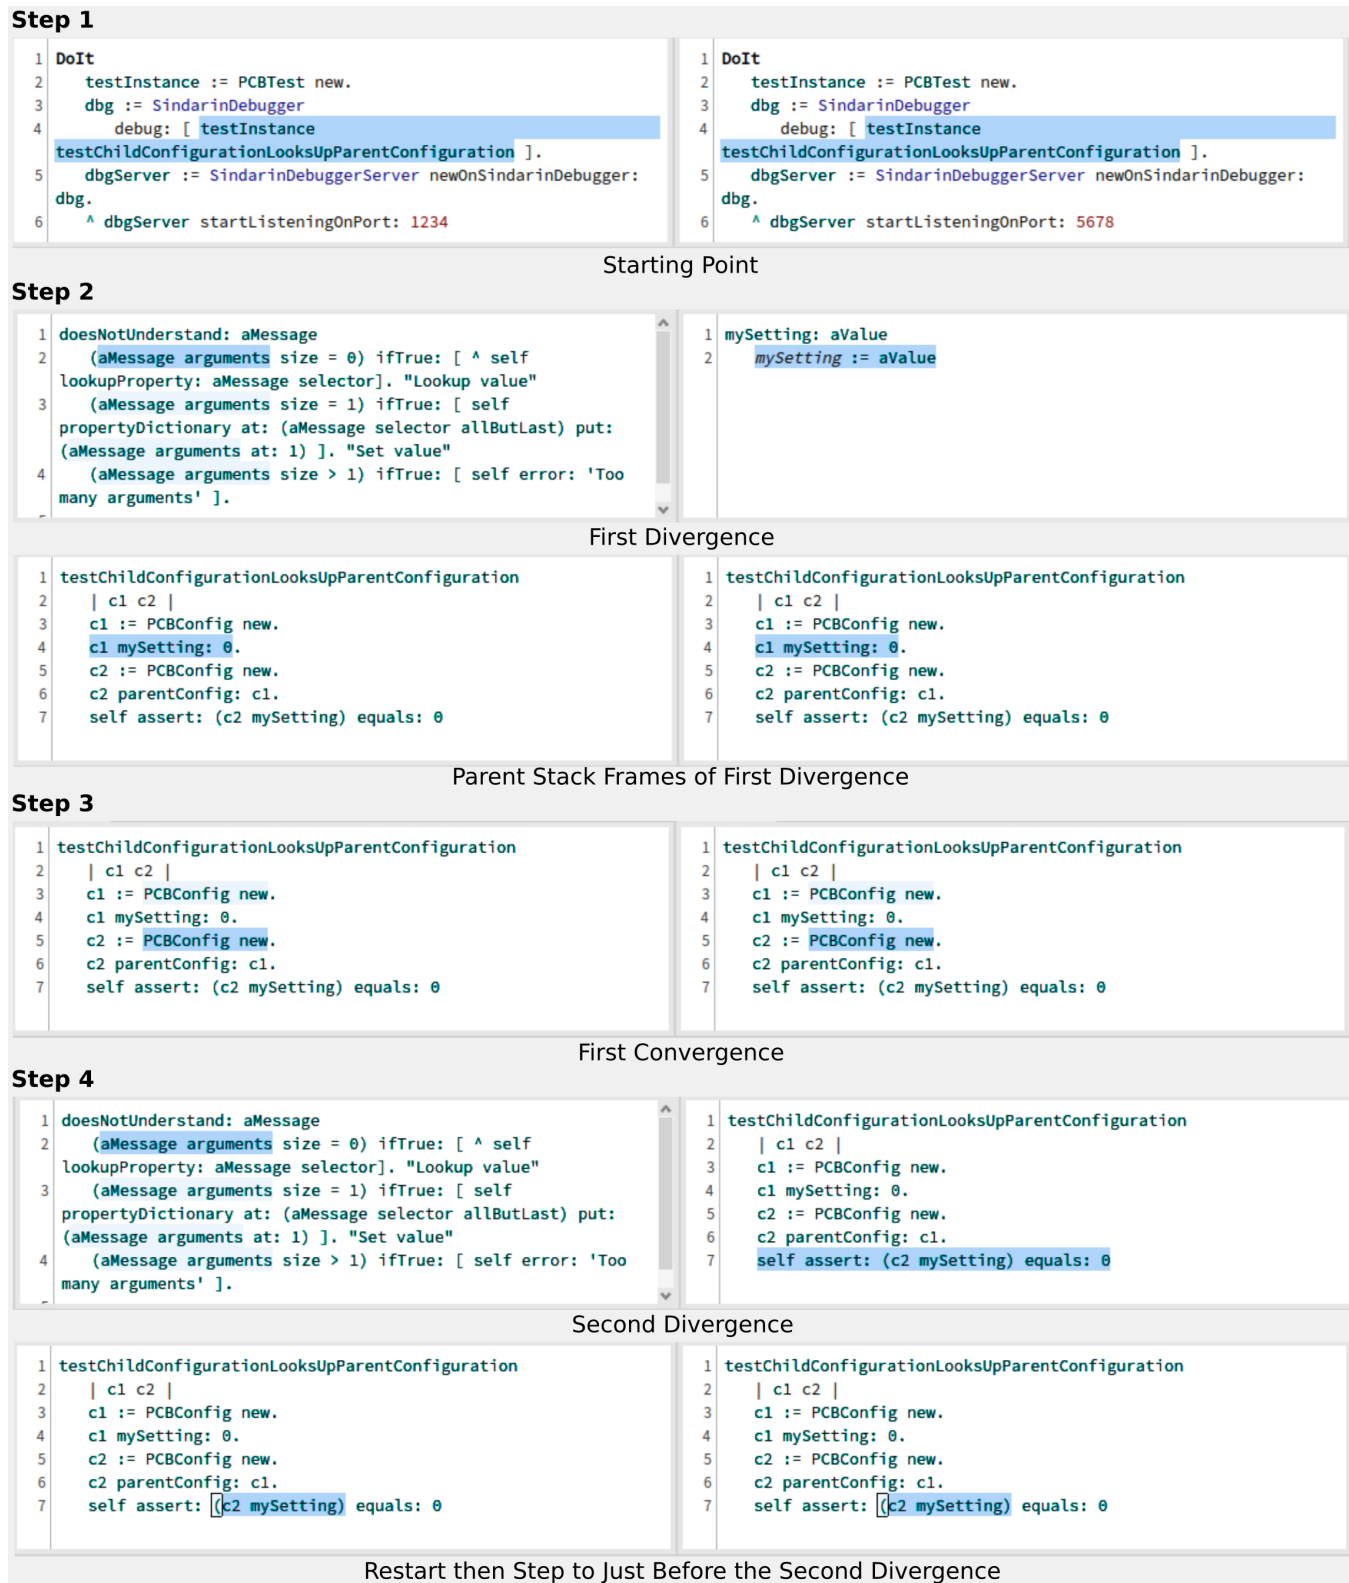 Step 1
1 DoIt
2 testInstance := PCBTest new.
3 dbg := SindarinDebugger
4 debug: [ testInstance
testChildConfigurationLooksUpParentConfiguration ].
5 dbgServer := SindarinDebuggerServer newOnSindarinDebugger:
dbg.
6 ^ dbgServer startListeningOnPort: 1234
1 DoIt
2 testInstance := PCBTest new.
3 dbg := SindarinDebugger
4 debug: [ testInstance
testChildConfigurationLooksUpParentConfiguration ].
5 dbgServer := SindarinDebuggerServer newOnSindarinDebugger:
dbg.
6 ^ dbgServer startListeningOnPort: 5678
Starting Point
Step 2
1 doesNotUnderstand: aMessage
2 (aMessage arguments size = 0) ifTrue: [ ^ self
lookupProperty: aMessage selector]. "Lookup value"
3 (aMessage arguments size = 1) ifTrue: [ self
propertyDictionary at: (aMessage selector allButLast) put:
(aMessage arguments at: 1) ]. "Set value"
4 (aMessage arguments size > 1) ifTrue: [ self error: 'Too
many arguments' ].
1 mySetting: aValue
2 mySetting := aValue
First Divergence
1 testChildConfigurationLooksUpParentConfiguration
2 | c1 c2 |
3 c1 := PCBConfig new.
4 c1 mySetting: 0.
5 c2 := PCBConfig new.
6 c2 parentConfig: c1.
7 self assert: (c2 mySetting) equals: 0
1 testChildConfigurationLooksUpParentConfiguration
2 | c1 c2 |
3 c1 := PCBConfig new.
4 c1 mySetting: 0.
5 c2 := PCBConfig new.
6 c2 parentConfig: c1.
7 self assert: (c2 mySetting) equals: 0
Parent Stack Frames of First Divergence
Step 3
1 testChildConfigurationLooksUpParentConfiguration
2 | c1 c2 |
3 c1 := PCBConfig new.
4 c1 mySetting: 0.
5 c2 := PCBConfig new.
6 c2 parentConfig: c1.
7 self assert: (c2 mySetting) equals: 0
1 testChildConfigurationLooksUpParentConfiguration
2 | c1 c2 |
3 c1 := PCBConfig new.
4 c1 mySetting: 0.
5 c2 := PCBConfig new.
6 c2 parentConfig: c1.
7 self assert: (c2 mySetting) equals: 0
First Convergence
Step 4
1 doesNotUnderstand: aMessage
2 (aMessage arguments size = 0) ifTrue: [ ^ self
lookupProperty: aMessage selector]. "Lookup value"
3 (aMessage arguments size = 1) ifTrue: [ self
propertyDictionary at: (aMessage selector allButLast) put:
(aMessage arguments at: 1) ]. "Set value"
4 (aMessage arguments size > 1) ifTrue: [ self error: 'Too
many arguments' ].
1 testChildConfigurationLooksUpParentConfiguration
2 | c1 c2 |
3 c1 := PCBConfig new.
4 c1 mySetting: 0.
5 c2 := PCBConfig new.
6 c2 parentConfig: c1.
7 self assert: (c2 mySetting) equals: 0
Second Divergence
1 testChildConfigurationLooksUpParentConfiguration
2 | c1 c2 |
3 c1 := PCBConfig new.
4 c1 mySetting: 0.
5 c2 := PCBConfig new.
6 c2 parentConfig: c1.
7 self assert: (c2 mySetting) equals: 0
1 testChildConfigurationLooksUpParentConfiguration
2 | c1 c2 |
3 c1 := PCBConfig new.
4 c1 mySetting: 0.
5 c2 := PCBConfig new.
6 c2 parentConfig: c1.
7 self assert: (c2 mySetting) equals: 0
Restart then Step to Just Before the Second Divergence